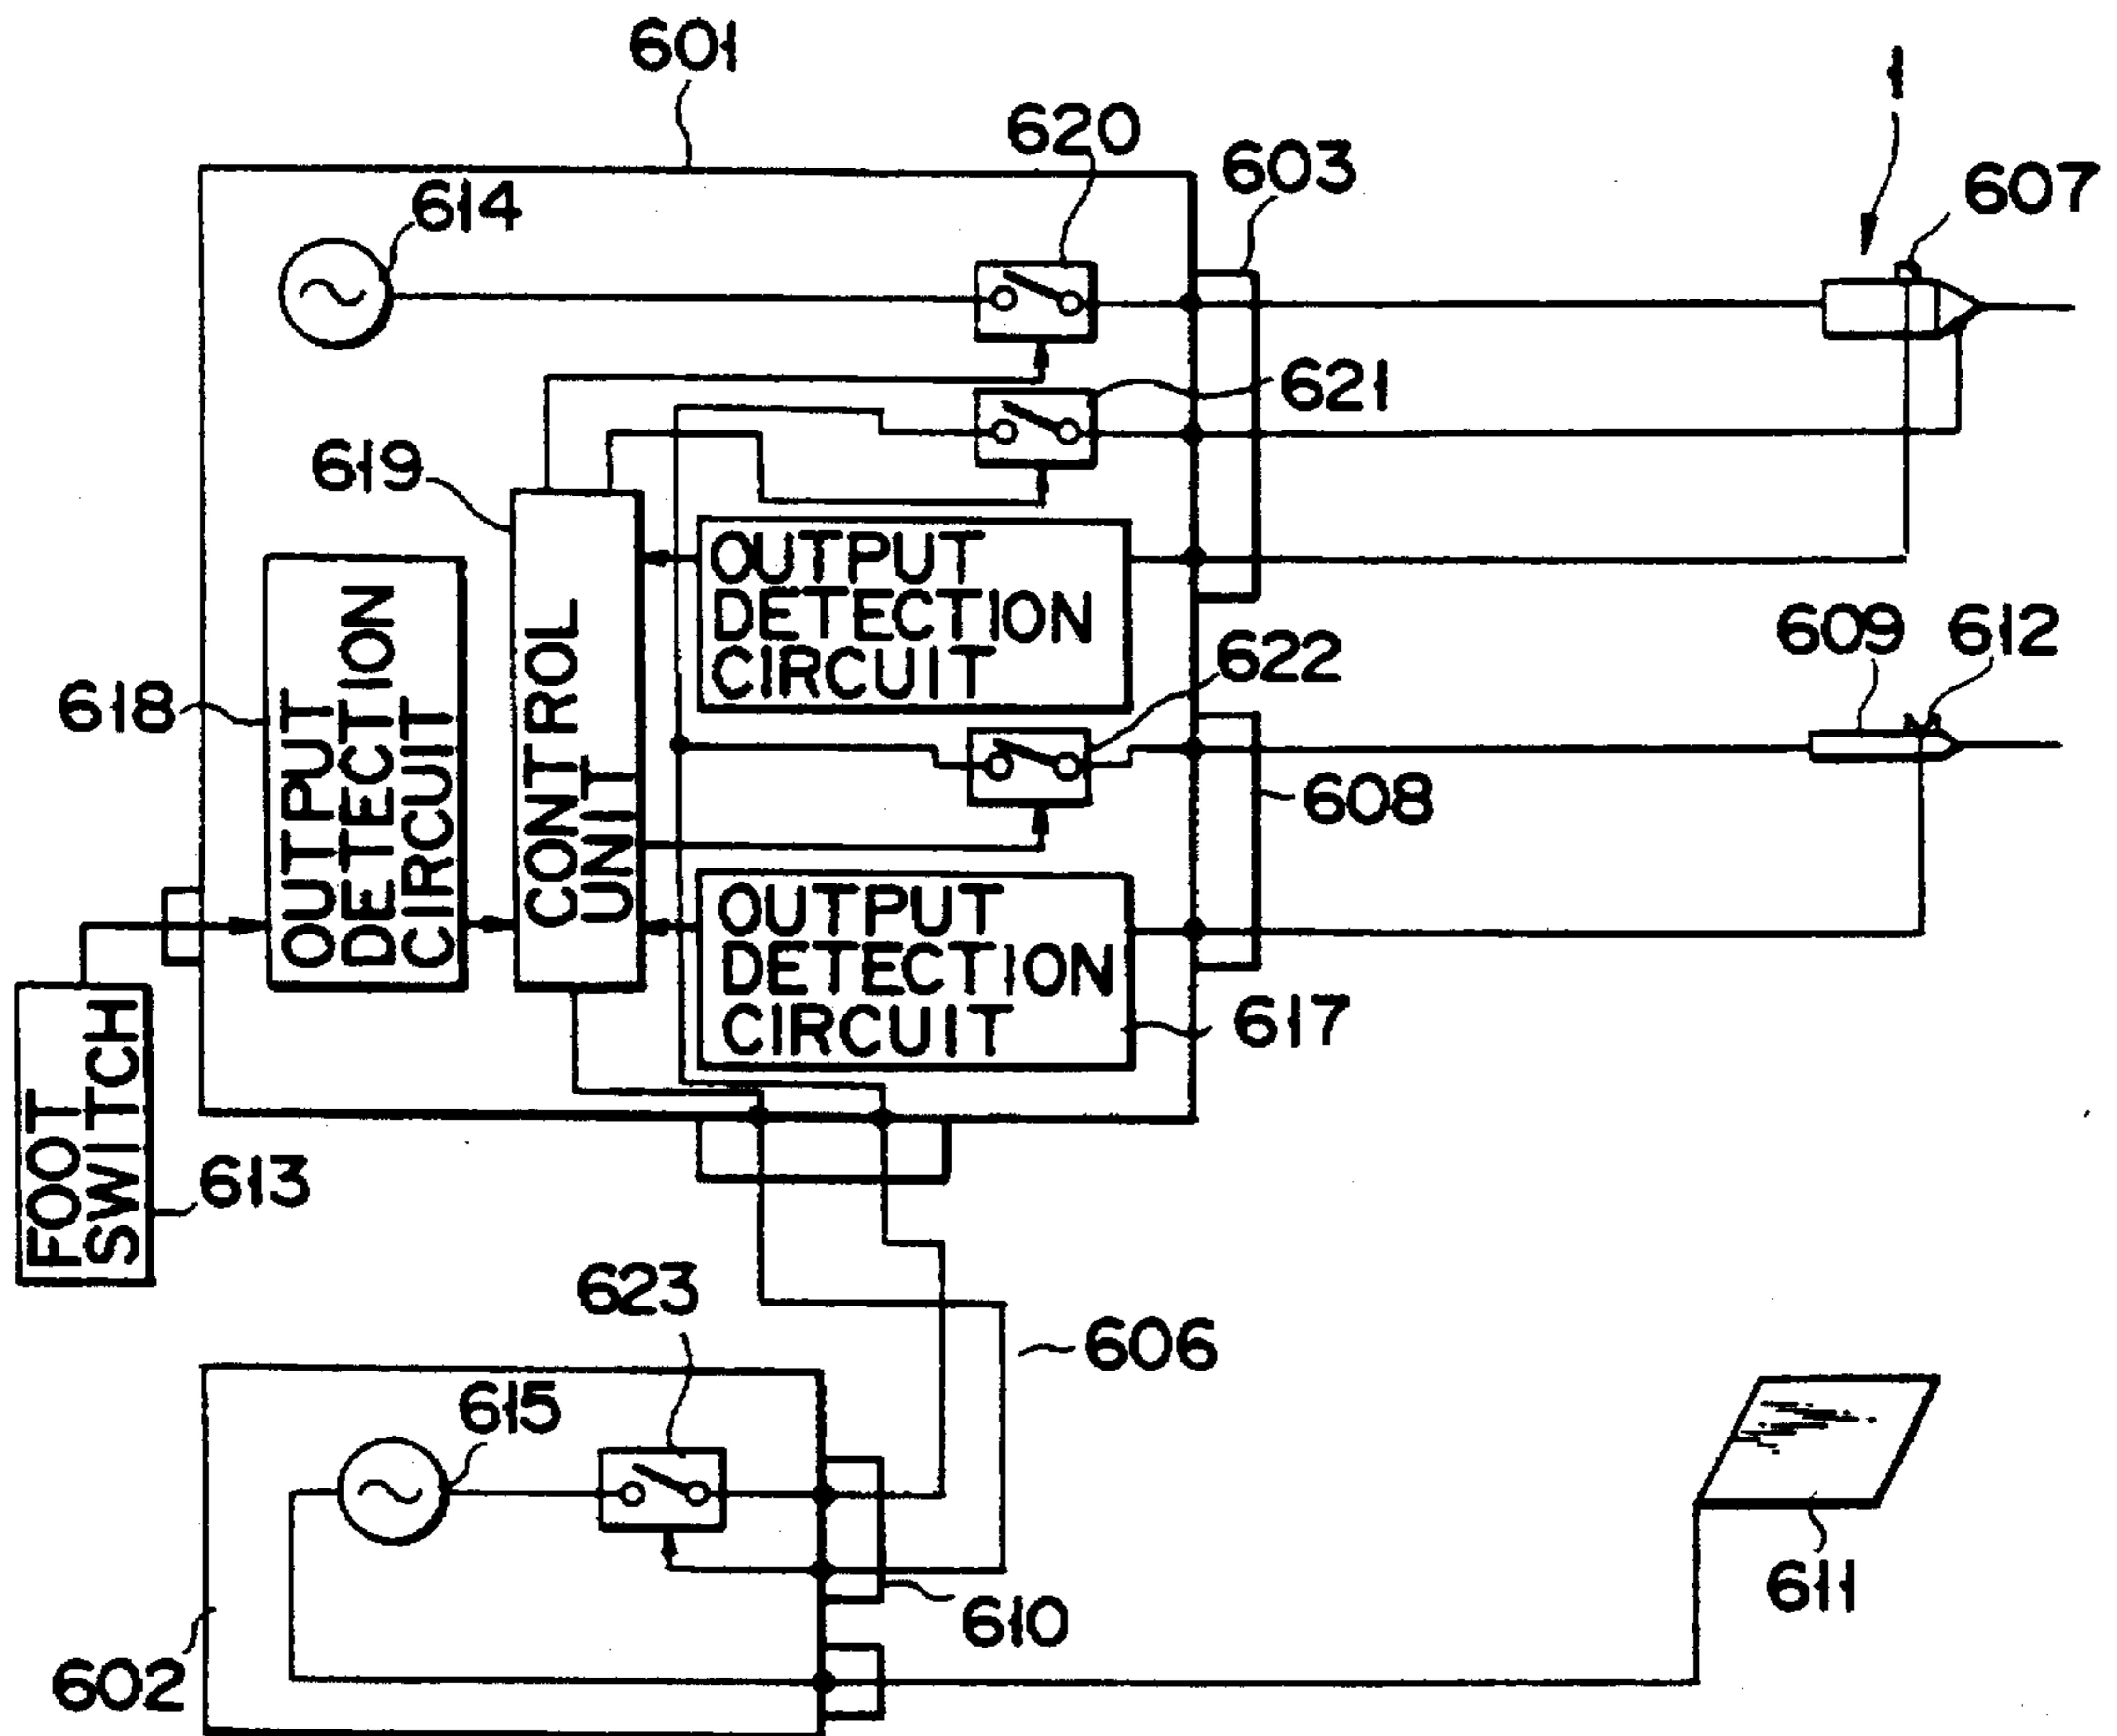 601
620
603
1
607
614
621
619
OUTPUT
DETECTION
CIRCUIT
609
612
622
618
OUTPUT
DETECTION
CIRCUIT
CONTROL
UNIT
608
OUTPUT
DETECTION
CIRCUIT
617
FOOT
SWITCH
613
623
606
615
610
611
602